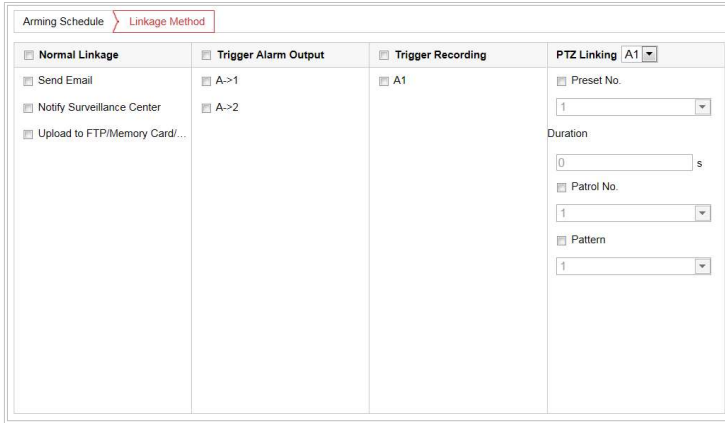 Arming Schedule Linkage Method
Normal Linkage Trigger Alarm Output Trigger Recording PTZ Linking A1
Send Email A->1 A1 Preset No.
Notify Surveillance Center A->2 1
Upload to FTP/Memory Card/... Duration
0 s
Patrol No.
1
Pattern
1